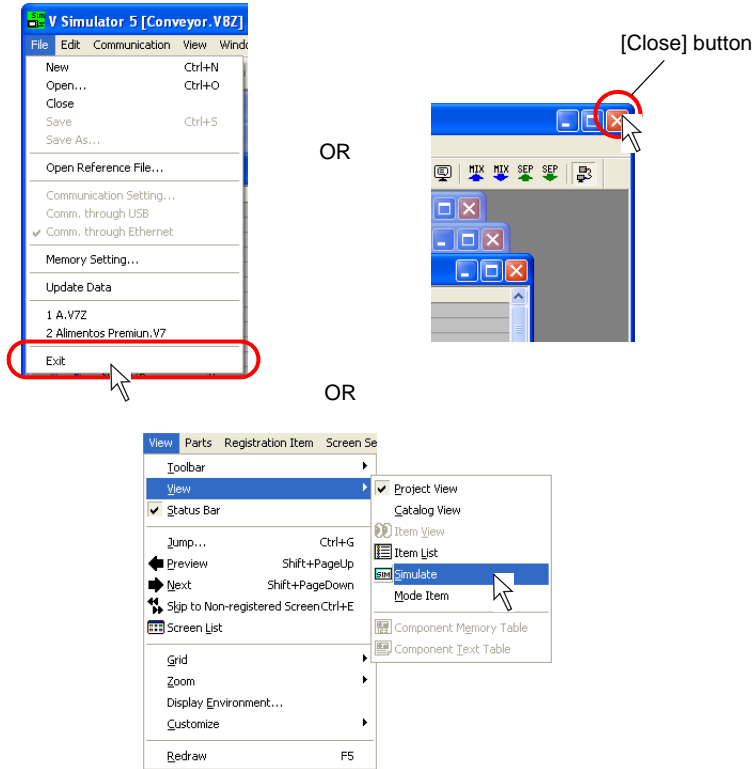 V Simulator 5 [Conveyor.V8Z]
File Edit Communication View
New Ctrl+N
Open... Ctrl+O
Close
Save Ctrl+S
Save As...
Open Reference File...
Communication Setting...
Comm. through USB
Comm. through Ethernet
Memory Setting...
Update Data
1 A.V7Z
2 Alimentos Premiun.V7
Exit
OR
[Close] button
MIX MIX SEP SEP
OR
View Parts Registration Item Screen Se
Toolbar
View
Status Bar
Jump... Ctrl+G
Preview Shift+PageUp
Next Shift+PageDown
Skip to Non-registered Screen Ctrl+E
Screen List
Grid
Zoom
Display Environment...
Customize
Redraw F5
Project View
Catalog View
Item View
Item List
SIM Simulate
Mode Item
Component Memory Table
Component Text Table